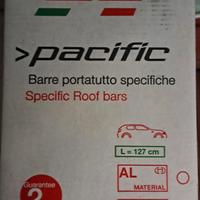 >pacific
Barre portatutto specifiche
Specific Roof bars
L = 127 cm
Guarantee
2
AL
MATERIAL